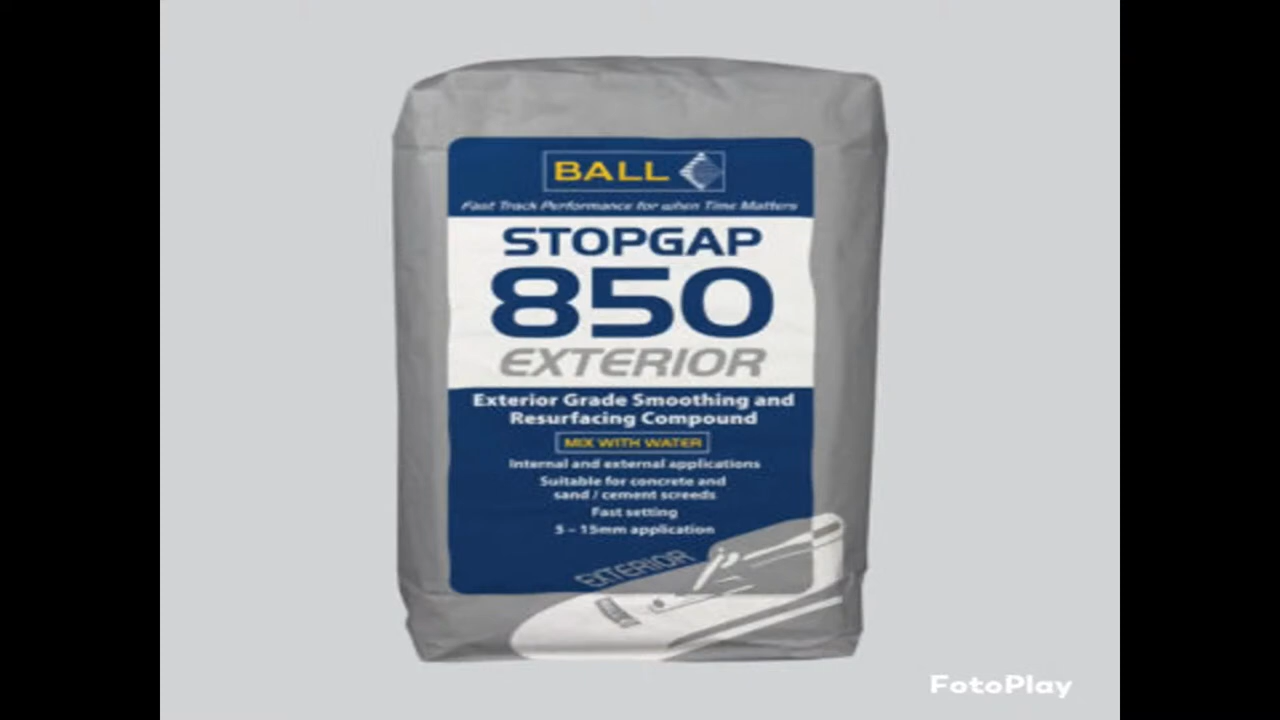 BALL
Fast Track Performance for when Time Matters
STOPGAP
850
EXTERIOR
Exterior Grade Smoothing and
Resurfacing Compound
MIX WITH WATER
Internal and external applications
Suitable for concrete and
sand / cement screeds
Fast setting
5 – 15mm application
EXTERIOR
FotoPlay